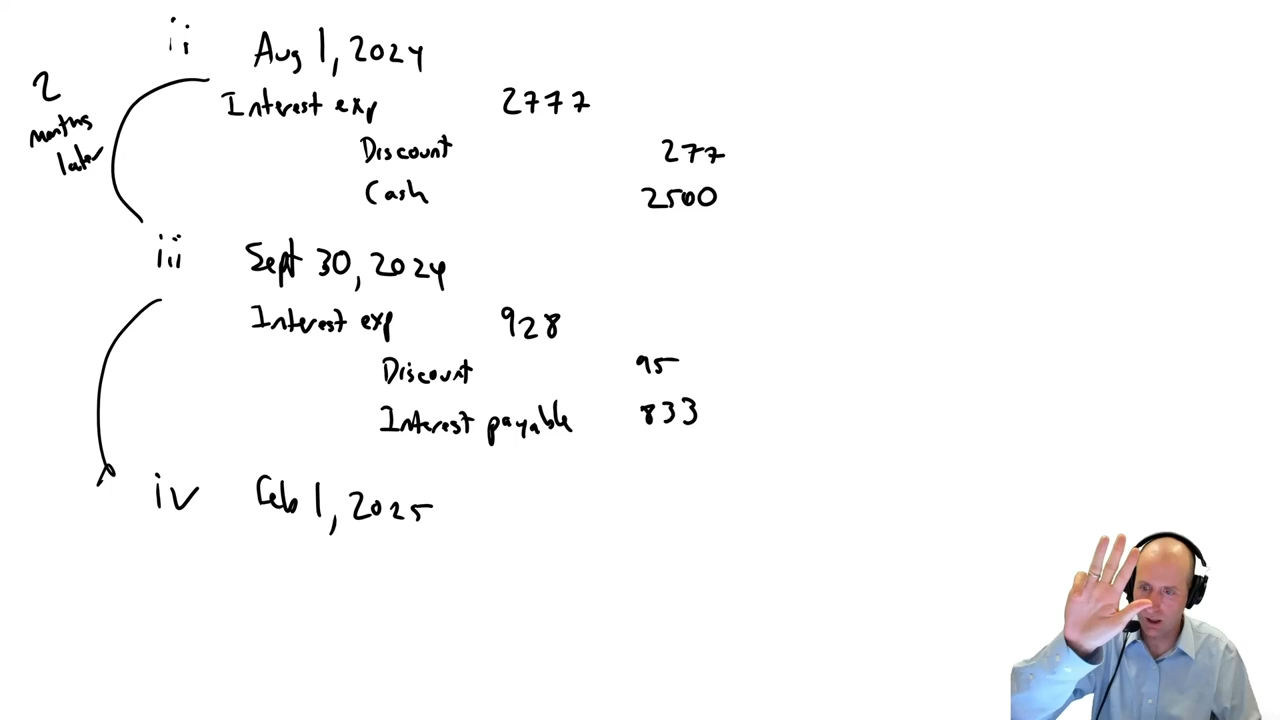 ii Aug 1, 2024
2
months
later
Interest exp 2777
Discount 277
Cash 2500
iii Sept 30, 2024
Interest exp 928
Discount 95
Interest payable 833
iv Feb 1, 2025